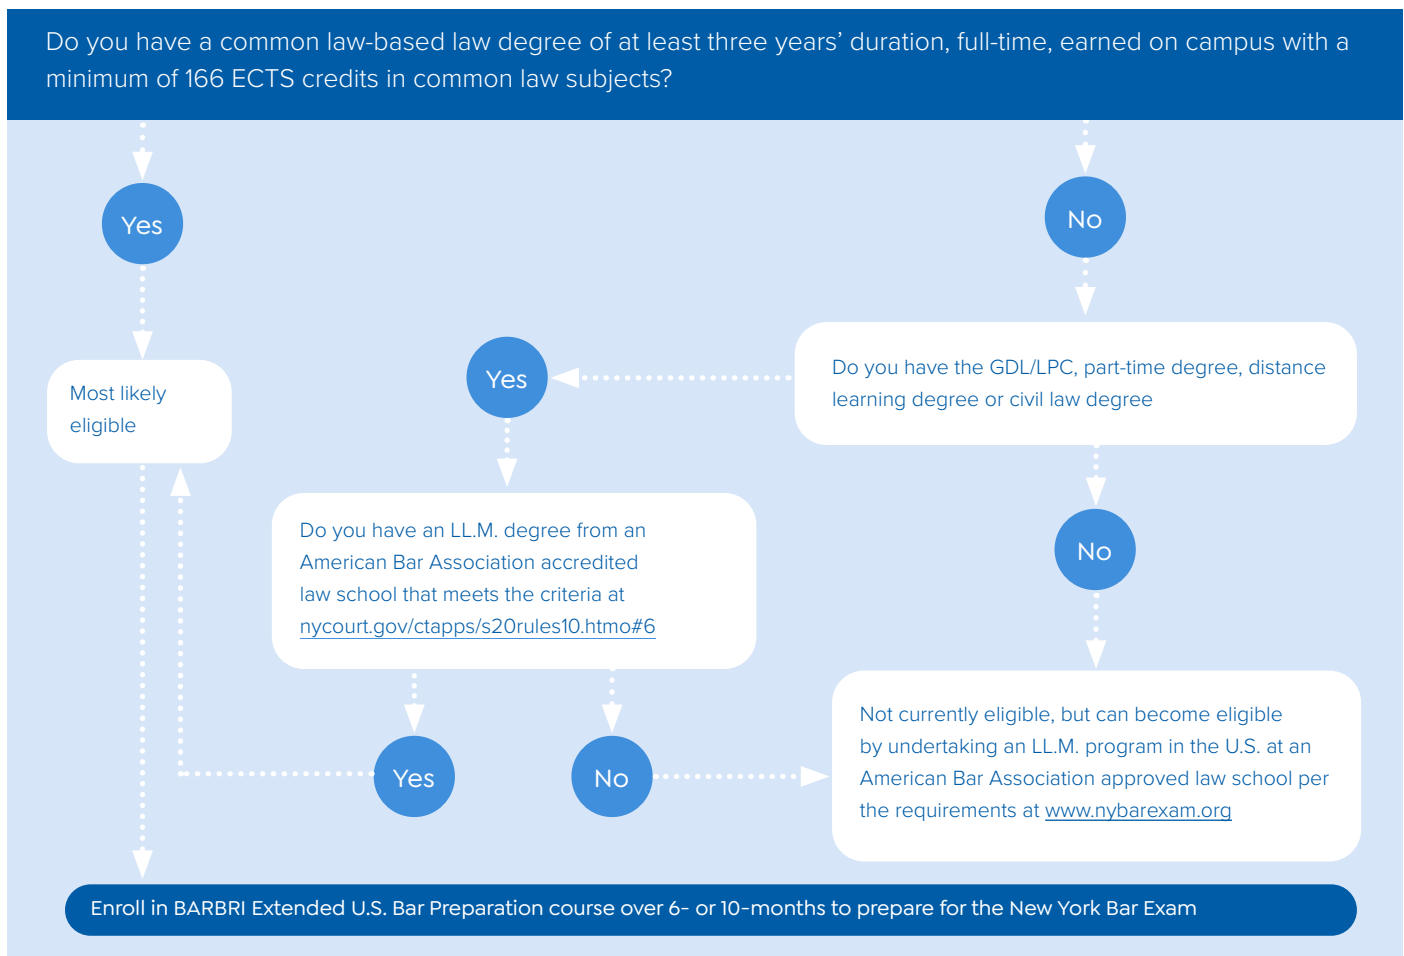 Do you have a common law-based law degree of at least three years’ duration, full-time, earned on campus with a
minimum of 166 ECTS credits in common law subjects?
Yes
No
Most likely
eligible
Yes
Do you have the GDL/LPC, part-time degree, distance
learning degree or civil law degree
Do you have an LL.M. degree from an
American Bar Association accredited
law school that meets the criteria at
nycourt.gov/ctapps/s20rules10.htmo#6
No
Yes
No
Not currently eligible, but can become eligible
by undertaking an LL.M. program in the U.S. at an
American Bar Association approved law school per
the requirements at www.nybarexam.org
Enroll in BARBRI Extended U.S. Bar Preparation course over 6- or 10-months to prepare for the New York Bar Exam